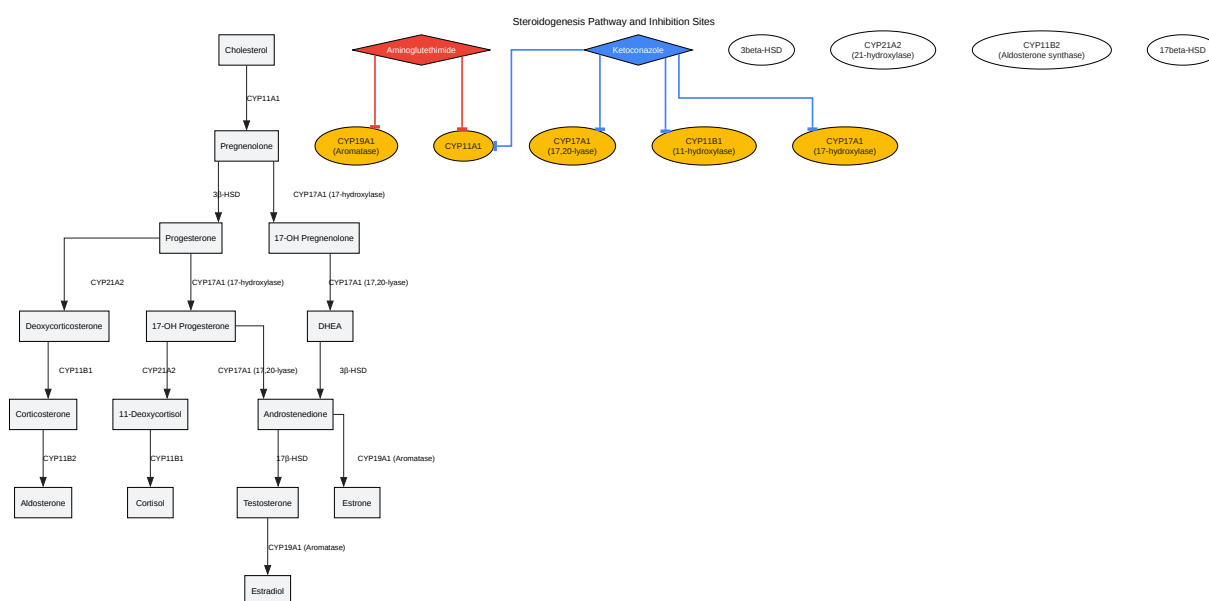 Steroidogenesis Pathway and Inhibition Sites
Cholesterol
Aminoglutethimide
Ketoconazole
3beta-HSD
CYP21A2
(21-hydroxylase)
CYP11B2
(Aldosterone synthase)
17beta-HSD
CYP11A1
Pregnenolone
CYP19A1
(Aromatase)
CYP11A1
CYP17A1
(17,20-lyase)
CYP11B1
(11-hydroxylase)
CYP17A1
(17-hydroxylase)
3β-HSD
CYP17A1 (17-hydroxylase)
Progesterone
17-OH Pregnenolone
CYP21A2
CYP17A1 (17-hydroxylase)
CYP17A1 (17,20-lyase)
Deoxycorticosterone
17-OH Progesterone
DHEA
CYP11B1
CYP21A2
CYP17A1 (17,20-lyase)
3β-HSD
Corticosterone
11-Deoxycortisol
Androstenedione
CYP11B2
CYP11B1
17β-HSD
CYP19A1 (Aromatase)
Aldosterone
Cortisol
Testosterone
Estrone
CYP19A1 (Aromatase)
Estradiol